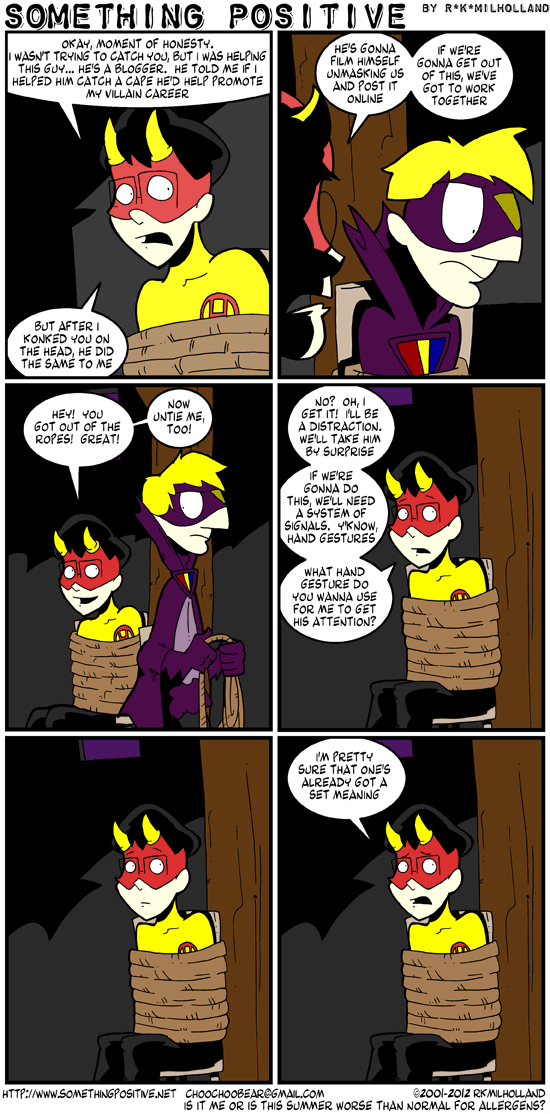 SOMETHING POSITIVE BY R*K*MILHOLLAND
OKAY, MOMENT OF HONESTY.
I WASN'T TRYING TO CATCH YOU, BUT I WAS HELPING
THIS GUY... HE'S A BLOGGER. HE TOLD ME IF I
HELPED HIM CATCH A CAPE HE'D HELP PROMOTE
MY VILLAIN CAREER
BUT AFTER I
KONKED YOU ON
THE HEAD, HE DID
THE SAME TO ME
HE'S GONNA
FILM HIMSELF
UNMASKING US
AND POST IT
ONLINE
IF WE'RE
GONNA GET OUT
OF THIS, WE'VE
GOT TO WORK
TOGETHER
HEY! YOU
GOT OUT OF THE
ROPES! GREAT!
NOW
UNTIE ME,
TOO!
NO? OH, I
GET IT! I'LL BE
A DISTRACTION.
WE'LL TAKE HIM
BY SURPRISE
IF WE'RE
GONNA DO
THIS, WE'LL NEED
A SYSTEM OF
SIGNALS. Y'KNOW,
HAND GESTURES
WHAT HAND
GESTURE DO
YOU WANNA USE
FOR ME TO GET
HIS ATTENTION?
I'M PRETTY
SURE THAT ONE'S
ALREADY GOT A
SET MEANING
HTTP://WWW.SOMETHINGPOSITIVE.NET CHOOCHOOBEAR@GMAIL.COM ©2001-2012 RKMILHOLLAND
IS IT ME OR IS THIS SUMMER WORSE THAN NORMAL FOR ALLERGENS?